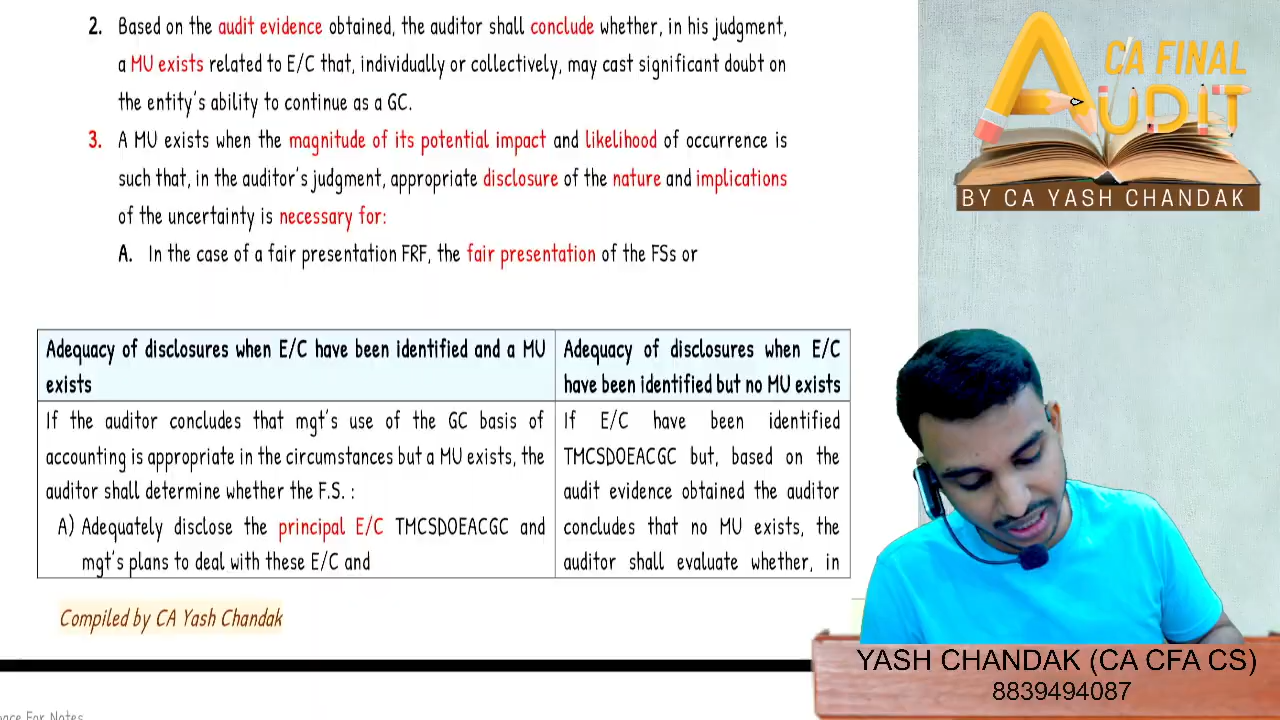 2. Based on the audit evidence obtained, the auditor shall conclude whether, in his judgment,
a MU exists related to E/C that, individually or collectively, may cast significant doubt on
the entity's ability to continue as a GC.
3. A MU exists when the magnitude of its potential impact and likelihood of occurrence is
such that, in the auditor's judgment, appropriate disclosure of the nature and implications
of the uncertainty is necessary for:
A. In the case of a fair presentation FRF, the fair presentation of the FSs or
Adequacy of disclosures when E/C have been identified and a MU
exists
If the auditor concludes that mgt's use of the GC basis of
accounting is appropriate in the circumstances but a MU exists, the
auditor shall determine whether the F.S. :
A) Adequately disclose the principal E/C TMCSDOEACGC and
mgt's plans to deal with these E/C and
Adequacy of disclosures when E/C
have been identified but no MU exists
If E/C have been identified
TMCSDOEACGC but, based on the
audit evidence obtained the auditor
concludes that no MU exists, the
auditor shall evaluate whether, in
Compiled by CA Yash Chandak
For Notes
CA FINAL
AUDIT
BY CA YASH CHANDAK
YASH CHANDAK (CA CFA CS)
8839494087